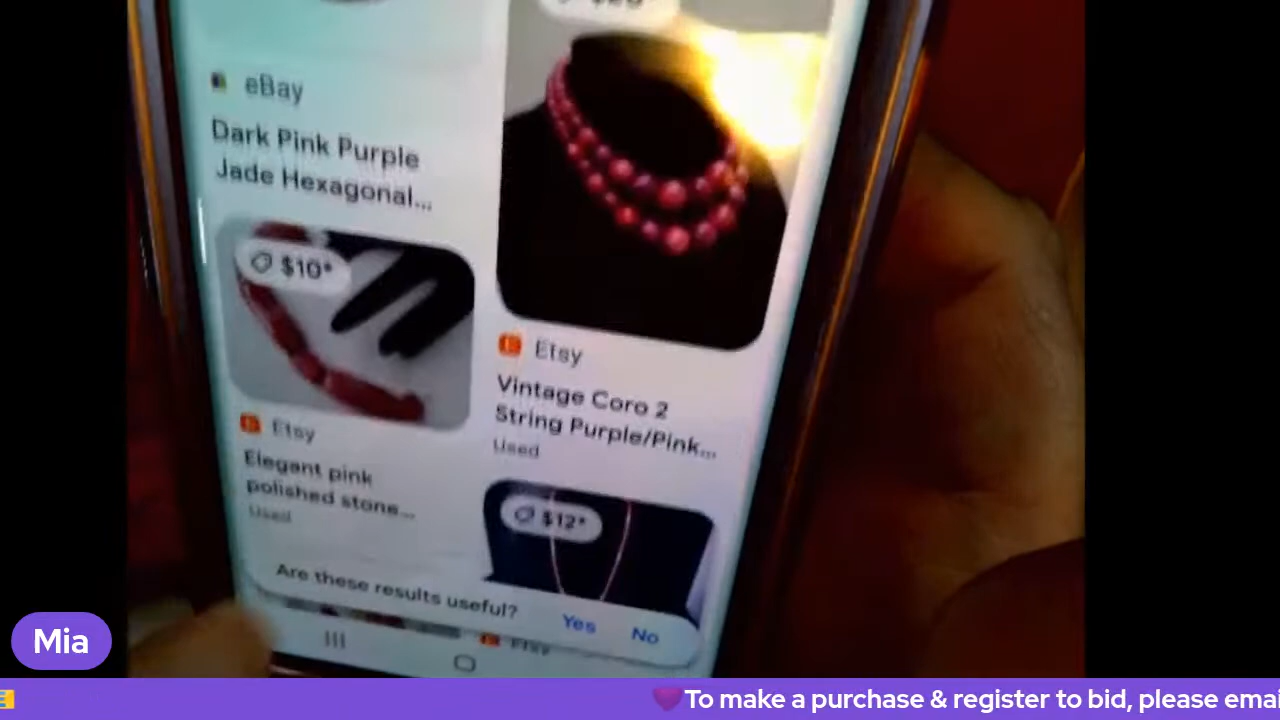 eBay
Dark Pink Purple
Jade Hexagonal...
$10*
Etsy
Elegant pink
polished stone...
Used
Etsy
Vintage Coro 2
String Purple/Pink...
Used
$12*
Are these results useful?
Yes
No
Etsy
Mia
To make a purchase & register to bid, please emai